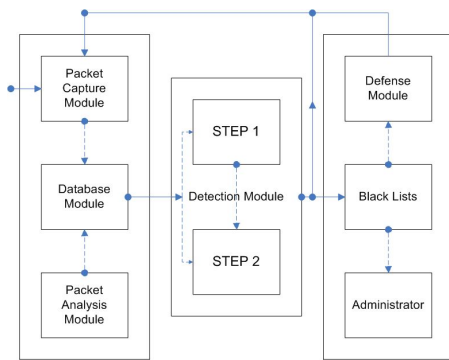 Packet
Capture
Module
Database
Module
Packet
Analysis
Module
STEP 1
Detection Module
STEP 2
Defense
Module
Black Lists
Administrator